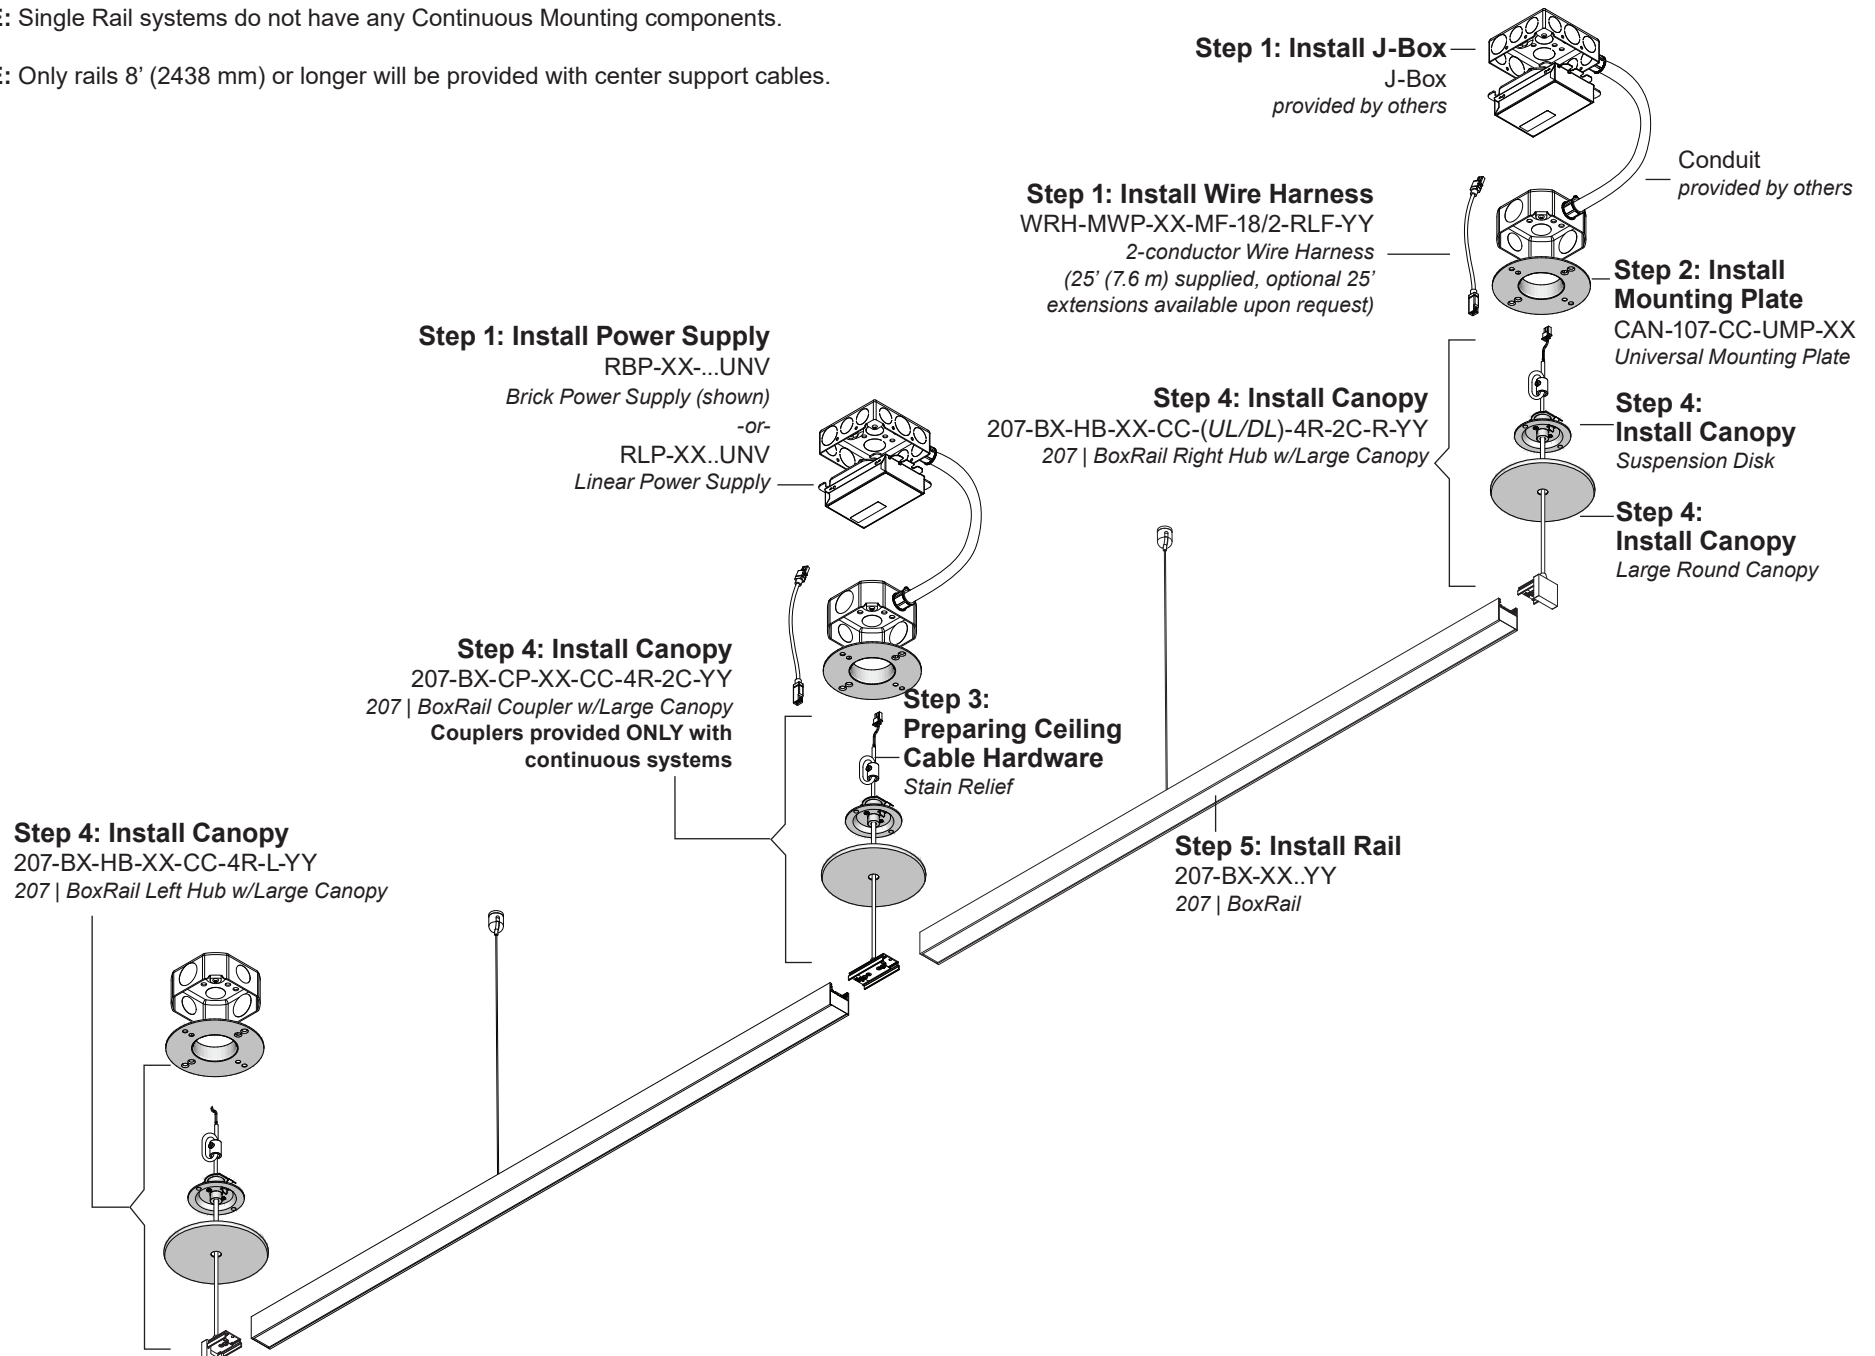 E: Single Rail systems do not have any Continuous Mounting components.
E: Only rails 8’ (2438 mm) or longer will be provided with center support cables.
Step 1: Install J-Box
J-Box
provided by others
Conduit
provided by others
Step 1: Install Wire Harness
WRH-MWP-XX-MF-18/2-RLF-YY
2-conductor Wire Harness
(25’ (7.6 m) supplied, optional 25’
extensions available upon request)
Step 2: Install
Mounting Plate
CAN-107-CC-UMP-XX
Universal Mounting Plate
Step 1: Install Power Supply
RBP-XX-...UNV
Brick Power Supply (shown)
-or-
RLP-XX..UNV
Linear Power Supply
Step 4: Install Canopy
207-BX-HB-XX-CC-(UL/DL)-4R-2C-R-YY
207 | BoxRail Right Hub w/Large Canopy
Step 4:
Install Canopy
Suspension Disk
Step 4:
Install Canopy
Large Round Canopy
Step 4: Install Canopy
207-BX-CP-XX-CC-4R-2C-YY
207 | BoxRail Coupler w/Large Canopy
Couplers provided ONLY with
continuous systems
Step 3:
Preparing Ceiling
Cable Hardware
Stain Relief
Step 4: Install Canopy
207-BX-HB-XX-CC-4R-L-YY
207 | BoxRail Left Hub w/Large Canopy
Step 5: Install Rail
207-BX-XX..YY
207 | BoxRail